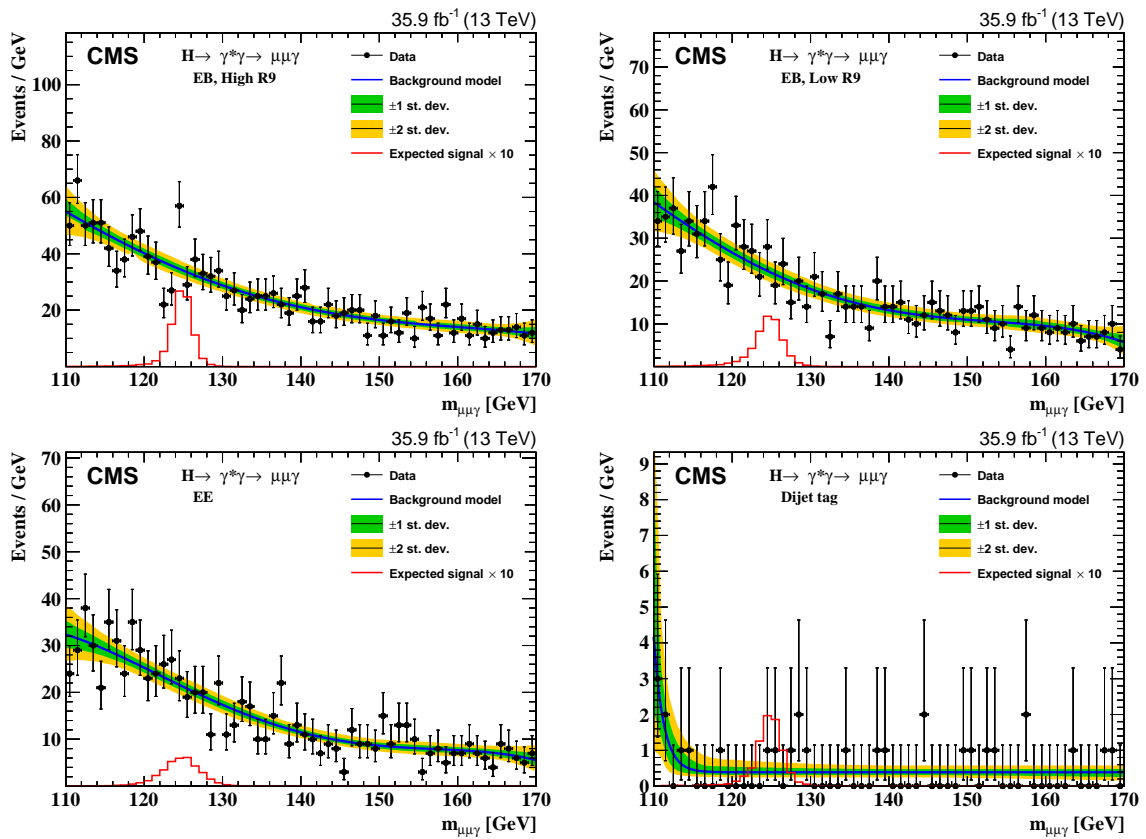 35.9 fb⁻¹ (13 TeV)
CMS
H→ γ*γ→ μμγ
EB, High R9
Data
Background model
±1 st. dev.
±2 st. dev.
Expected signal × 10
Events / GeV
100
80
60
40
20
110 120 130 140 150 160 170
m_μμγ [GeV]
35.9 fb⁻¹ (13 TeV)
CMS
H→ γ*γ→ μμγ
EB, Low R9
Data
Background model
±1 st. dev.
±2 st. dev.
Expected signal × 10
Events / GeV
70
60
50
40
30
20
10
110 120 130 140 150 160 170
m_μμγ [GeV]
35.9 fb⁻¹ (13 TeV)
CMS
H→ γ*γ→ μμγ
EE
Data
Background model
±1 st. dev.
±2 st. dev.
Expected signal × 10
Events / GeV
70
60
50
40
30
20
10
110 120 130 140 150 160 170
m_μμγ [GeV]
35.9 fb⁻¹ (13 TeV)
CMS
H→ γ*γ→ μμγ
Dijet tag
Data
Background model
±1 st. dev.
±2 st. dev.
Expected signal × 10
Events / GeV
9
8
7
6
5
4
3
2
1
0
110 120 130 140 150 160 170
m_μμγ [GeV]